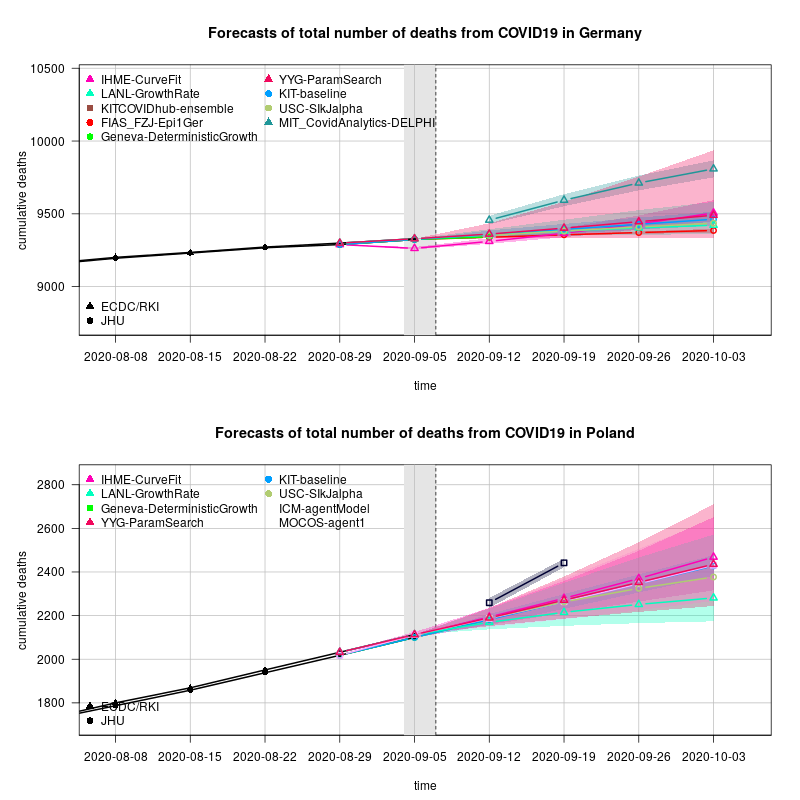 Forecasts of total number of deaths from COVID19 in Germany
IHME-CurveFit YYG-ParamSearch
LANL-GrowthRate KIT-baseline
KITCOVIDhub-ensemble USC-SIkJalpha
FIAS_FZJ-Epi1Ger MIT_CovidAnalytics-DELPHI
Geneva-DeterministicGrowth
cumulative deaths
10500
10000
9500
9000
ECDC/RKI
JHU
2020-08-08 2020-08-15 2020-08-22 2020-08-29 2020-09-05 2020-09-12 2020-09-19 2020-09-26 2020-10-03
time
Forecasts of total number of deaths from COVID19 in Poland
IHME-CurveFit KIT-baseline
LANL-GrowthRate USC-SIkJalpha
Geneva-DeterministicGrowth ICM-agentModel
YYG-ParamSearch MOCOS-agent1
cumulative deaths
2800
2600
2400
2200
2000
1800
ECDC/RKI
JHU
2020-08-08 2020-08-15 2020-08-22 2020-08-29 2020-09-05 2020-09-12 2020-09-19 2020-09-26 2020-10-03
time